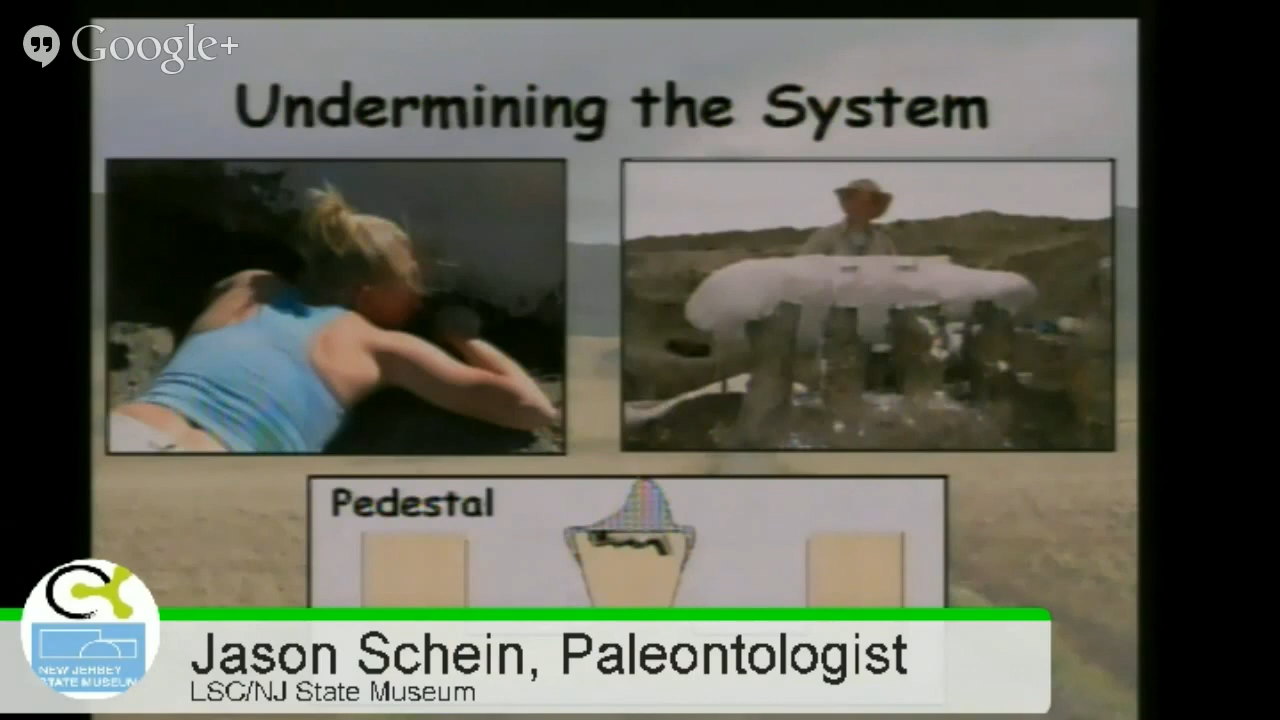 Google+
Undermining the System
Pedestal
Jason Schein, Paleontologist
LSC/NJ State Museum
NEW JERSEY
STATE MUSEUM